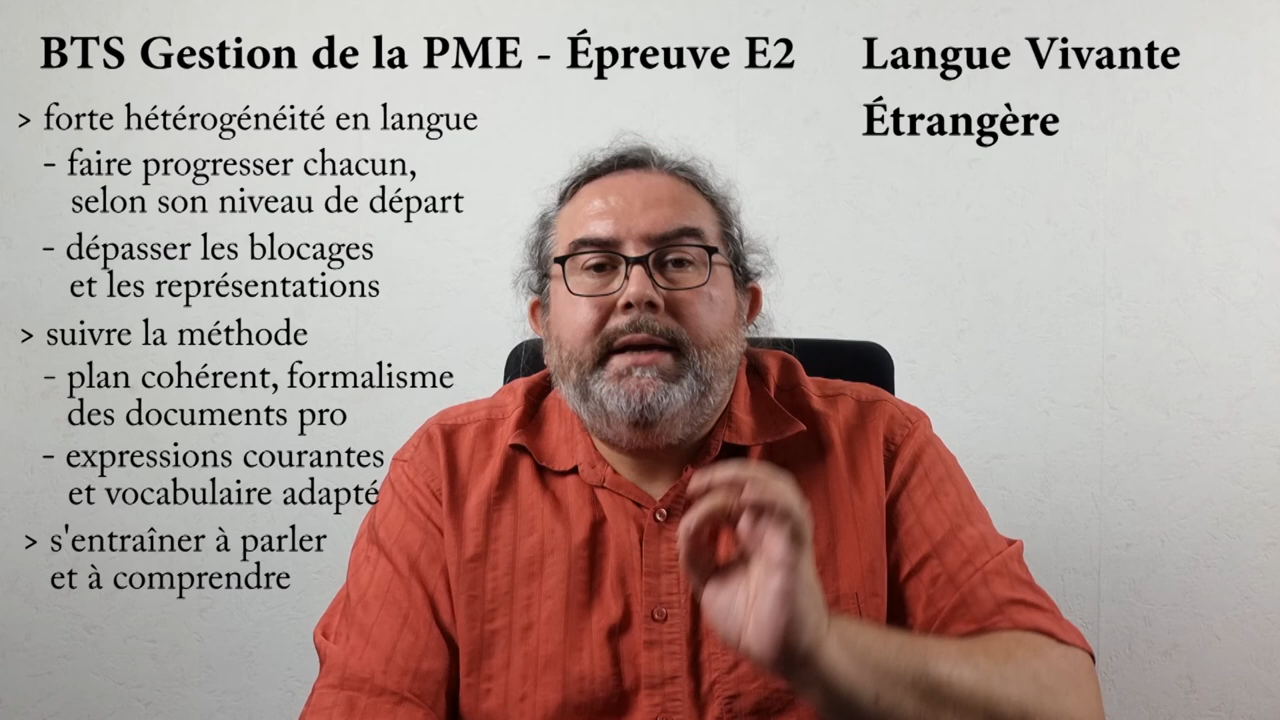 BTS Gestion de la PME - Épreuve E2
Langue Vivante
Étrangère
> forte hétérogénéité en langue
- faire progresser chacun,
selon son niveau de départ
- dépasser les blocages
et les représentations
> suivre la méthode
- plan cohérent, formalisme
des documents pro
- expressions courantes
et vocabulaire adapté
> s'entraîner à parler
et à comprendre